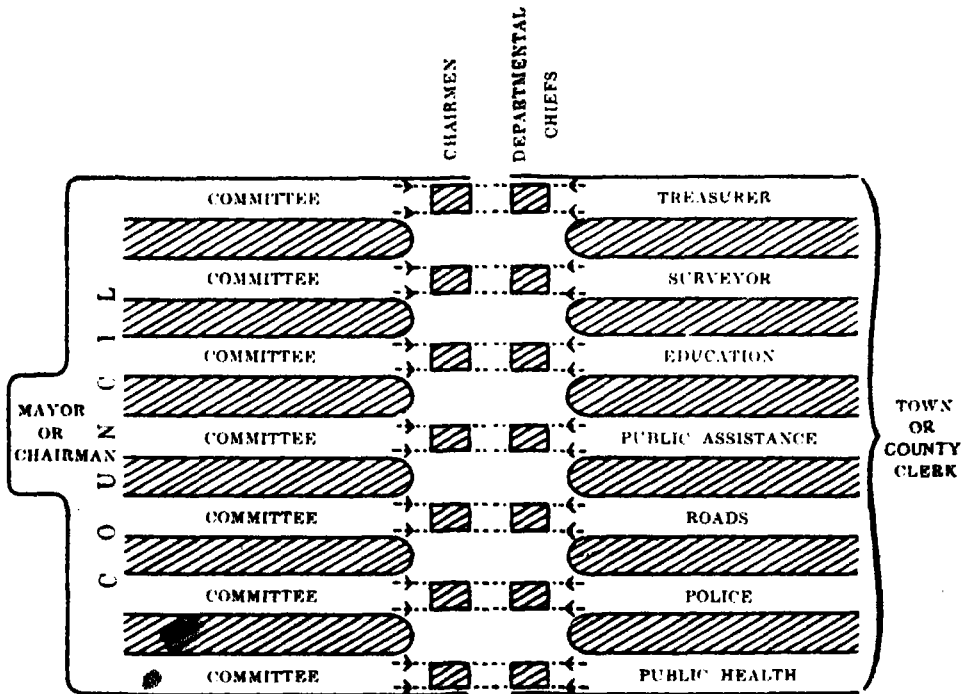 CHAIRMEN
DEPARTMENTAL
CHIEFS
COMMITTEE
TREASURER
COMMITTEE
SURVEYOR
COMMITTEE
EDUCATION
MAYOR
OR
CHAIRMAN
COUNCIL
COMMITTEE
PUBLIC ASSISTANCE
TOWN
OR
COUNTY
CLERK
COMMITTEE
ROADS
COMMITTEE
POLICE
COMMITTEE
PUBLIC HEALTH